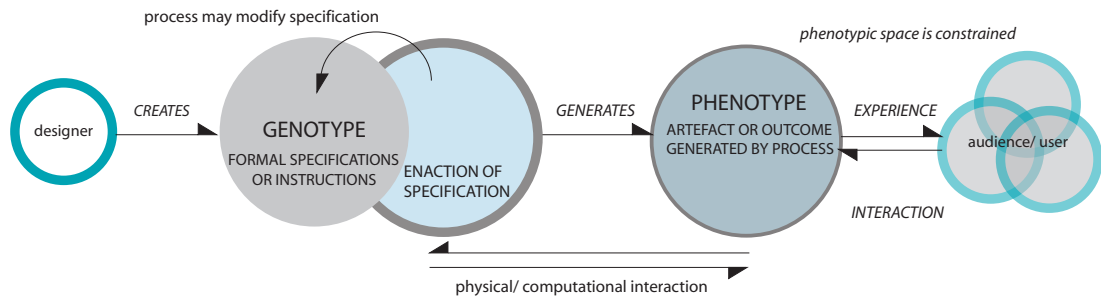 process may modify specification
phenotypic space is constrained
designer
CREATES
GENOTYPE
FORMAL SPECIFICATIONS
OR INSTRUCTIONS
ENACTION OF
SPECIFICATION
GENERATES
PHENOTYPE
ARTEFACT OR OUTCOME
GENERATED BY PROCESS
EXPERIENCE
INTERACTION
audience/ user
physical/ computational interaction